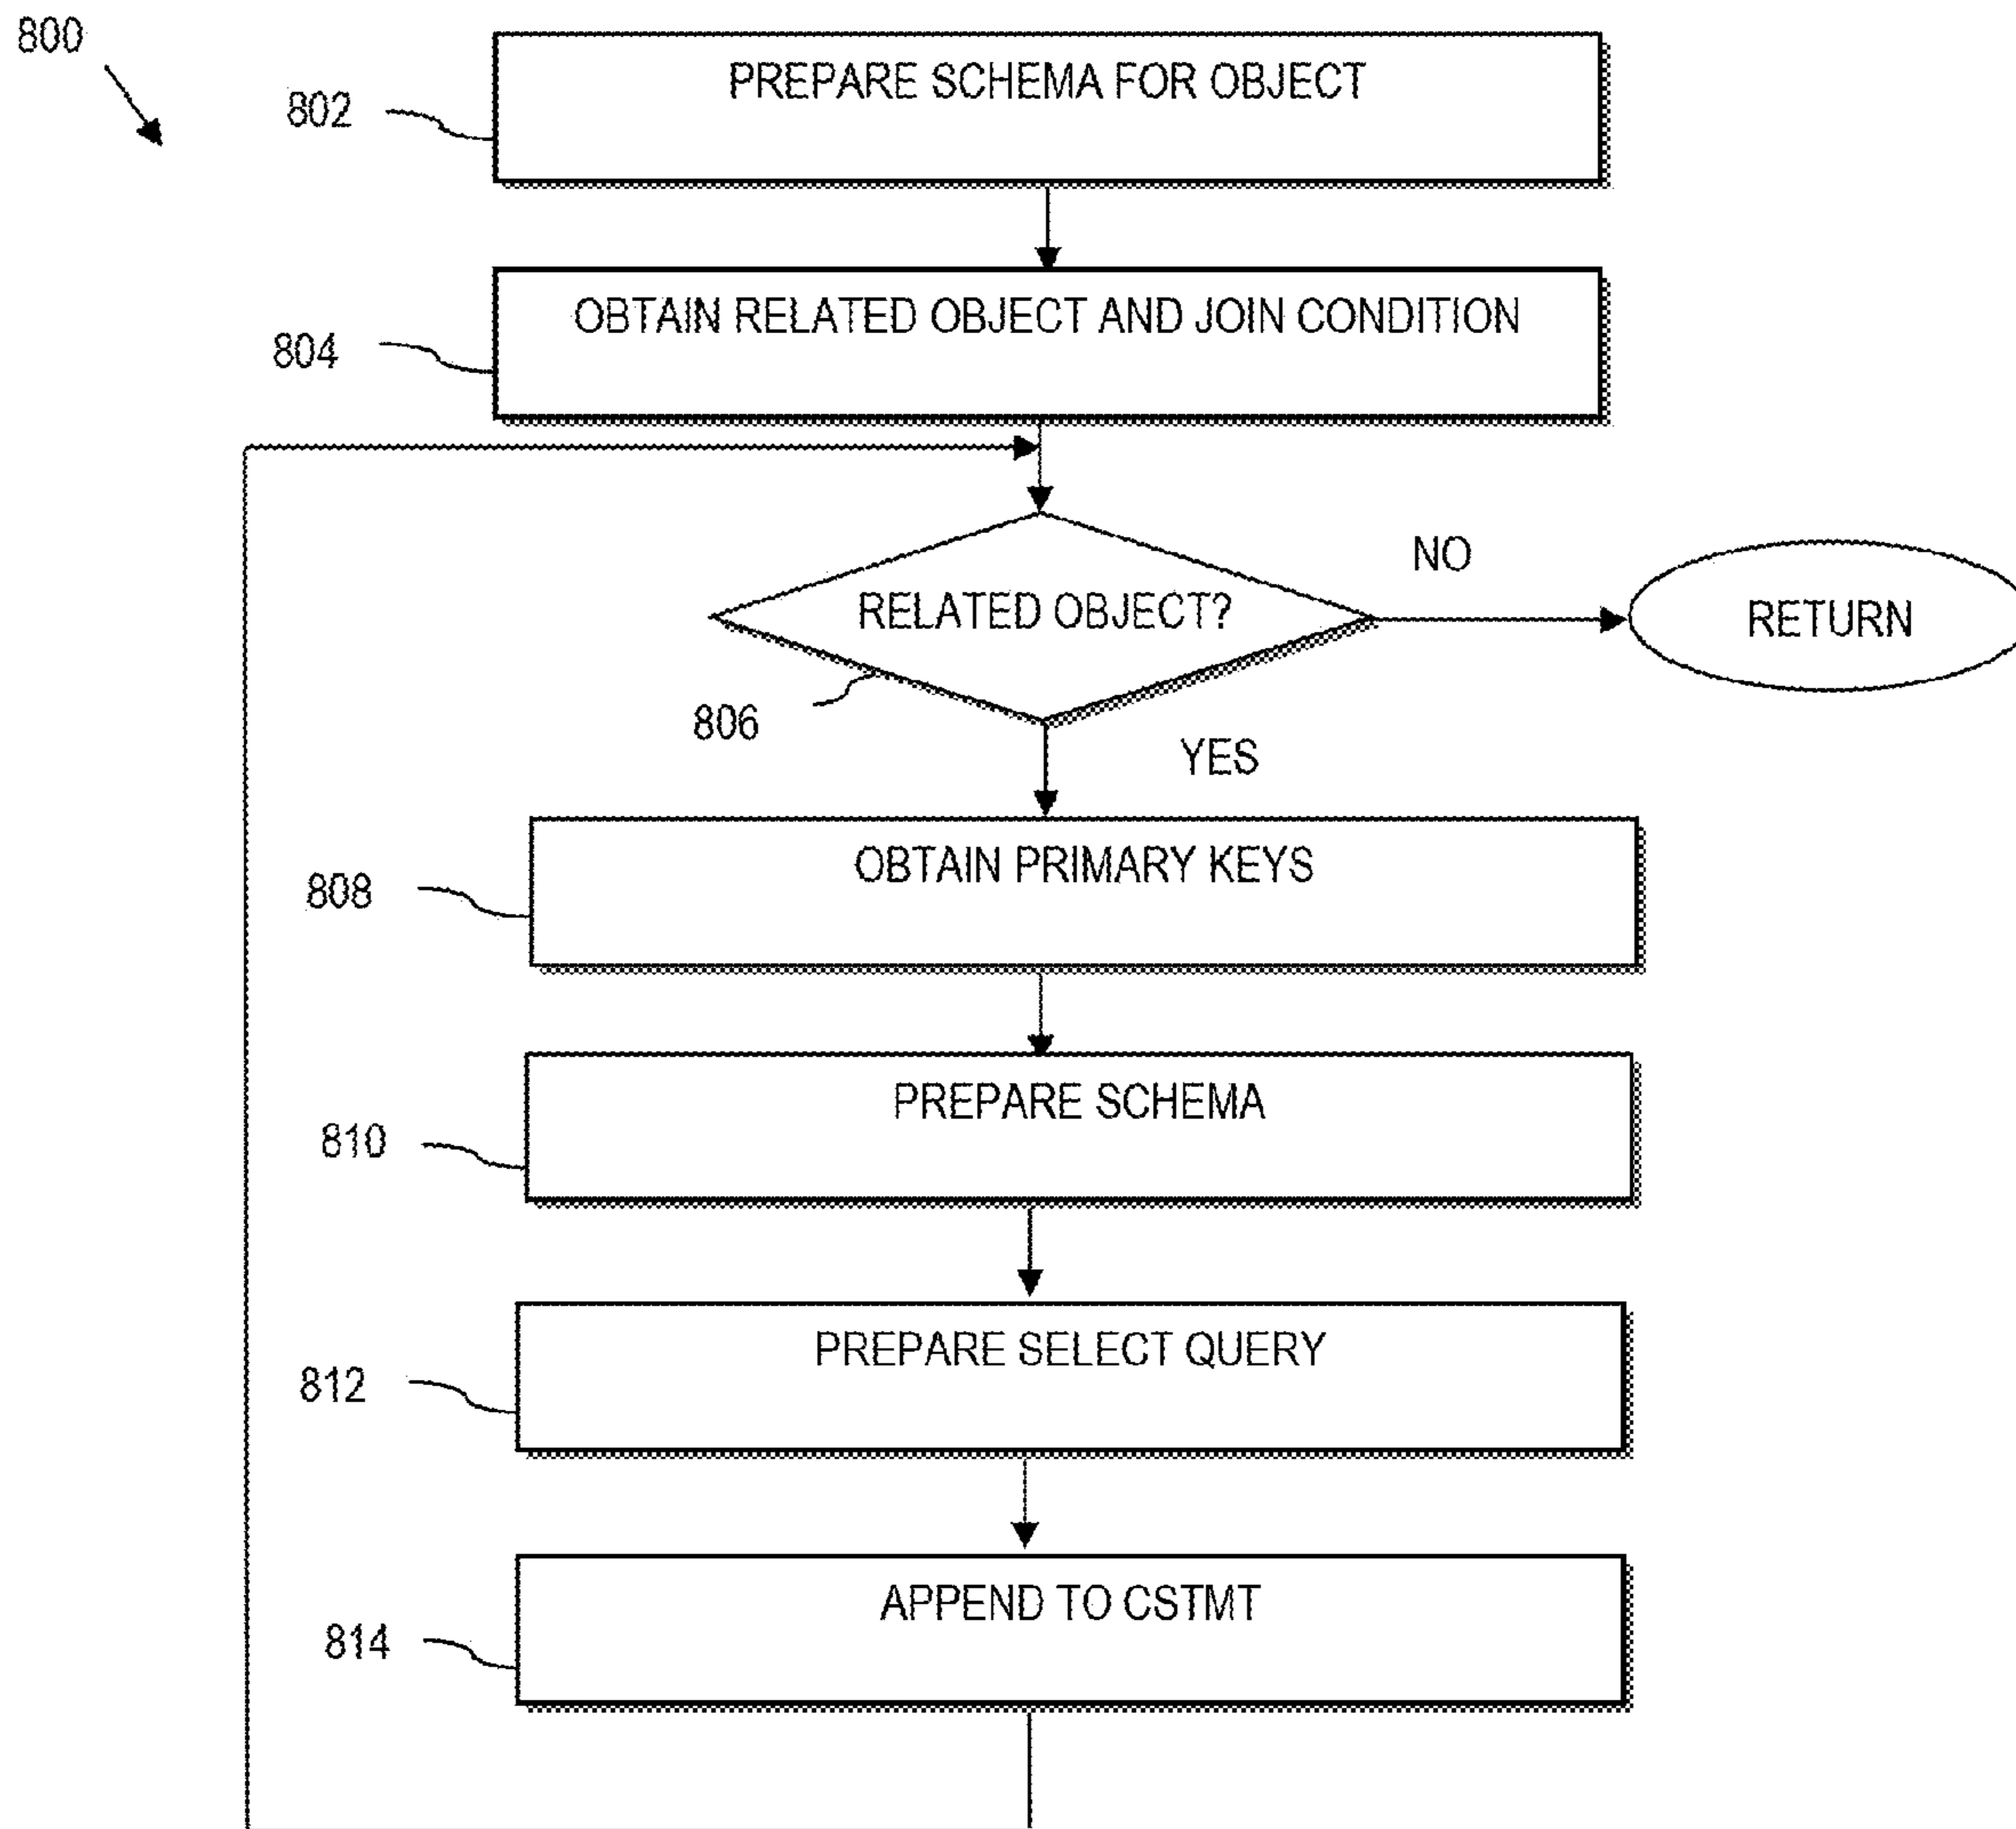 800
PREPARE SCHEMA FOR OBJECT
802
OBTAIN RELATED OBJECT AND JOIN CONDITION
804
NO
RELATED OBJECT?
RETURN
806
YES
OBTAIN PRIMARY KEYS
808
PREPARE SCHEMA
810
PREPARE SELECT QUERY
812
APPEND TO CSTMT
814